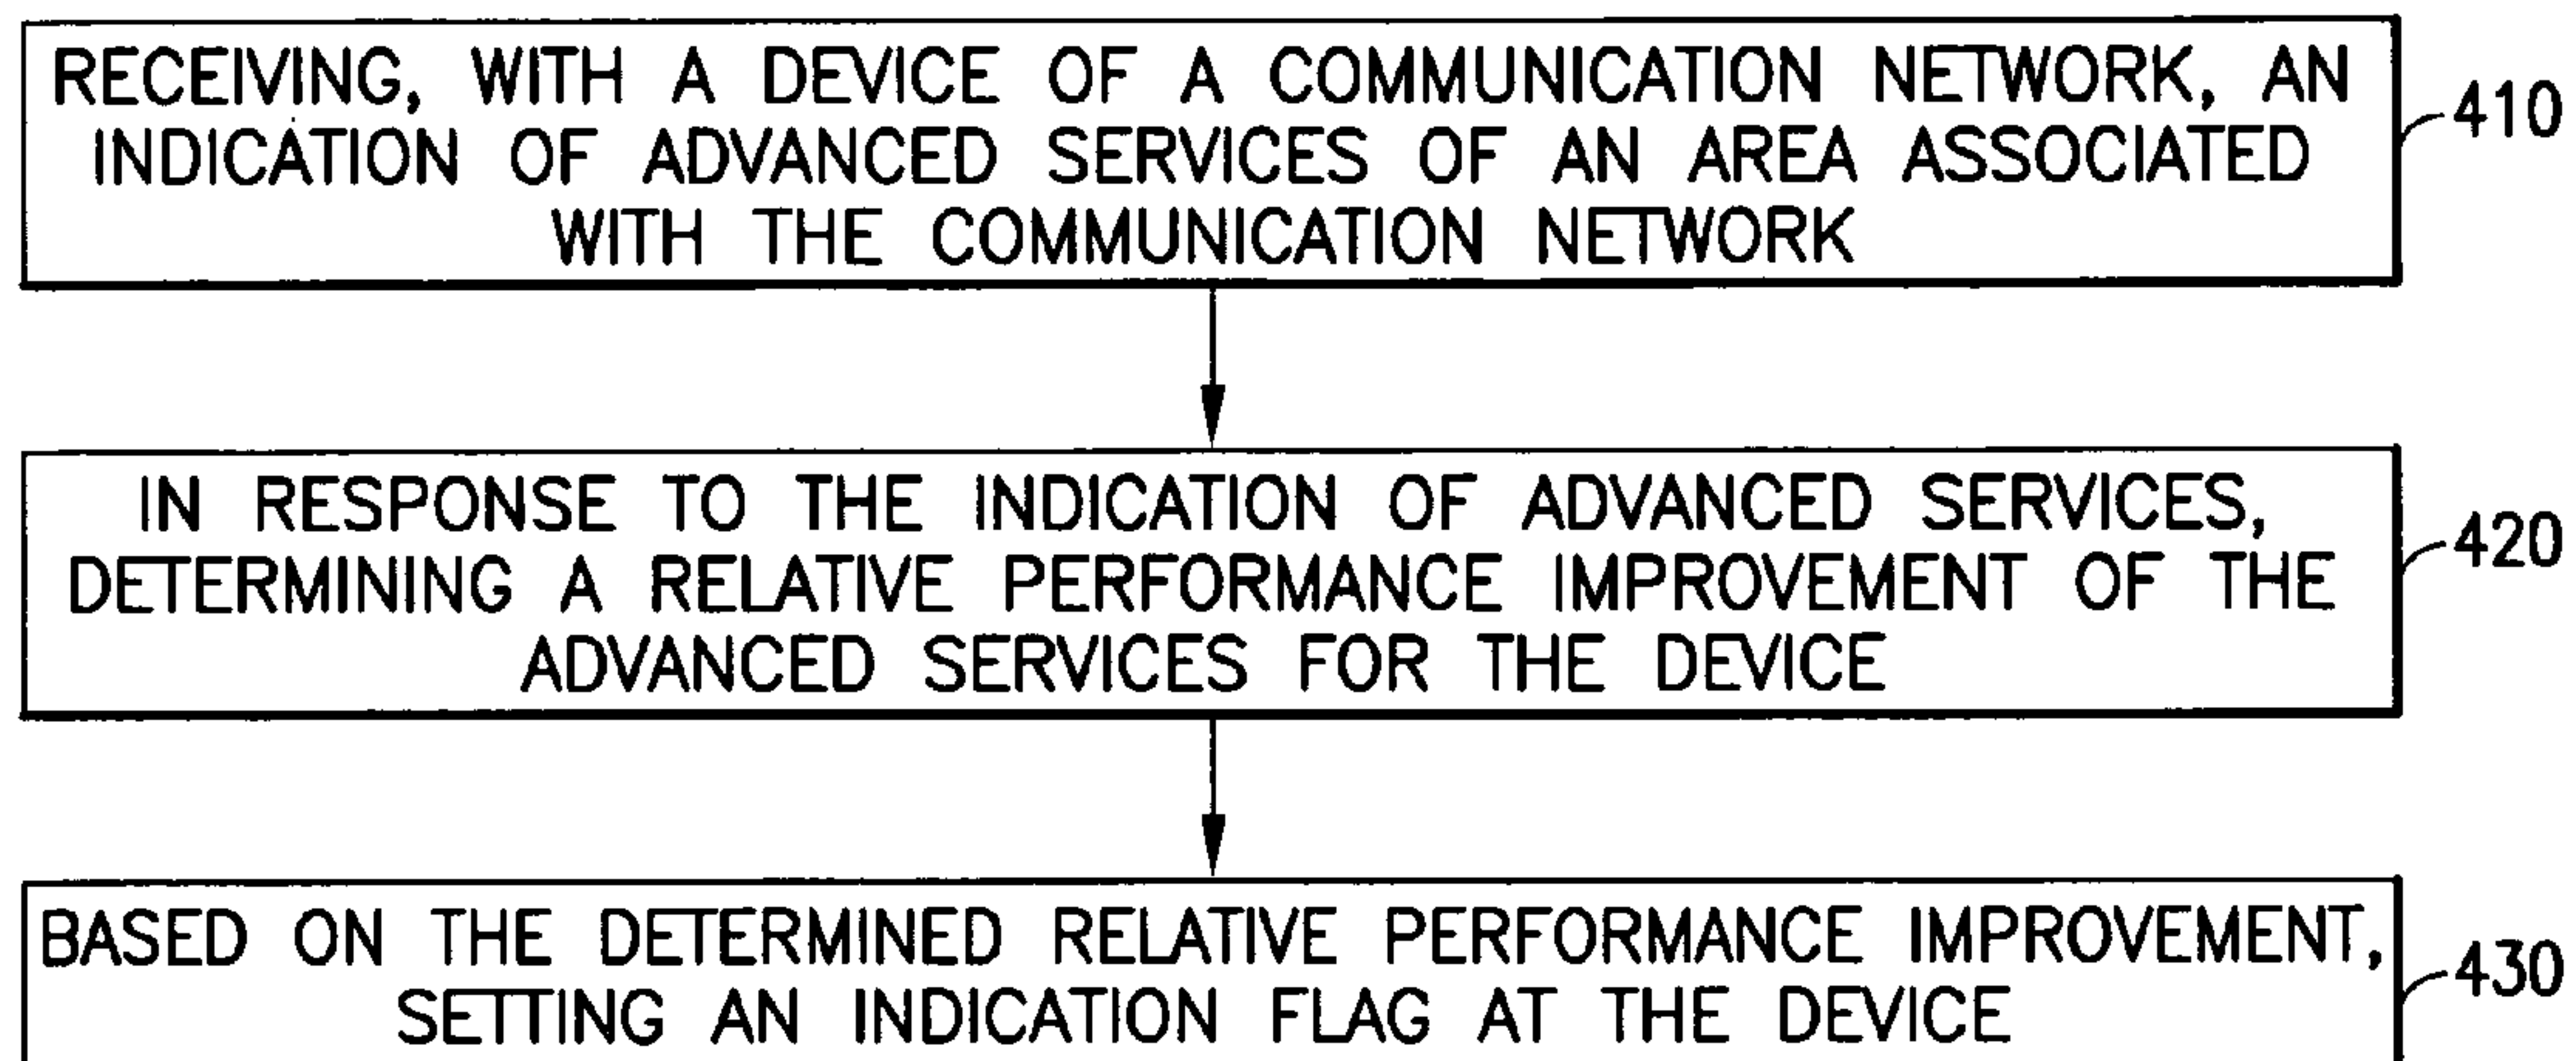 RECEIVING, WITH A DEVICE OF A COMMUNICATION NETWORK, AN
INDICATION OF ADVANCED SERVICES OF AN AREA ASSOCIATED
WITH THE COMMUNICATION NETWORK
410
IN RESPONSE TO THE INDICATION OF ADVANCED SERVICES,
DETERMINING A RELATIVE PERFORMANCE IMPROVEMENT OF THE
ADVANCED SERVICES FOR THE DEVICE
420
BASED ON THE DETERMINED RELATIVE PERFORMANCE IMPROVEMENT,
SETTING AN INDICATION FLAG AT THE DEVICE
430